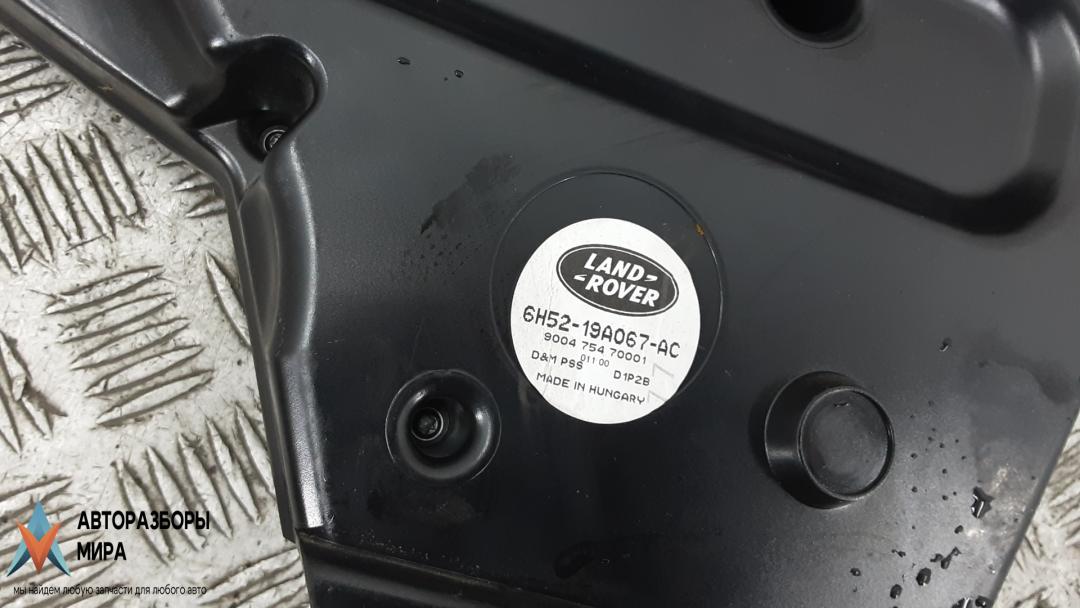 LAND
ROVER
6H52-19A067-AC
9004 754 70001
011 00
D&M PSS D1P2B
MADE IN HUNGARY
АВТОРАЗБОРЫ
МИРА
мы найдем любую запчасти для любого авто